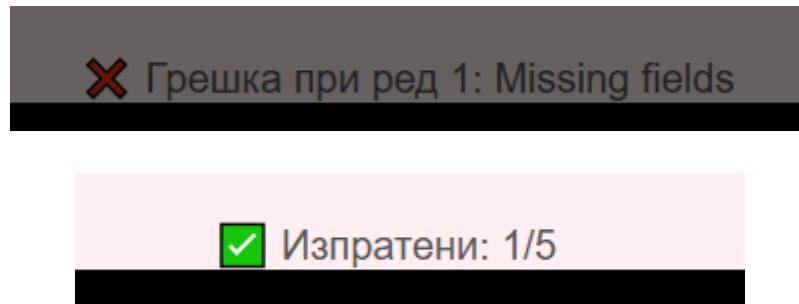 ❌ Грешка при ред 1: Missing fields
✅ Изпратени: 1/5